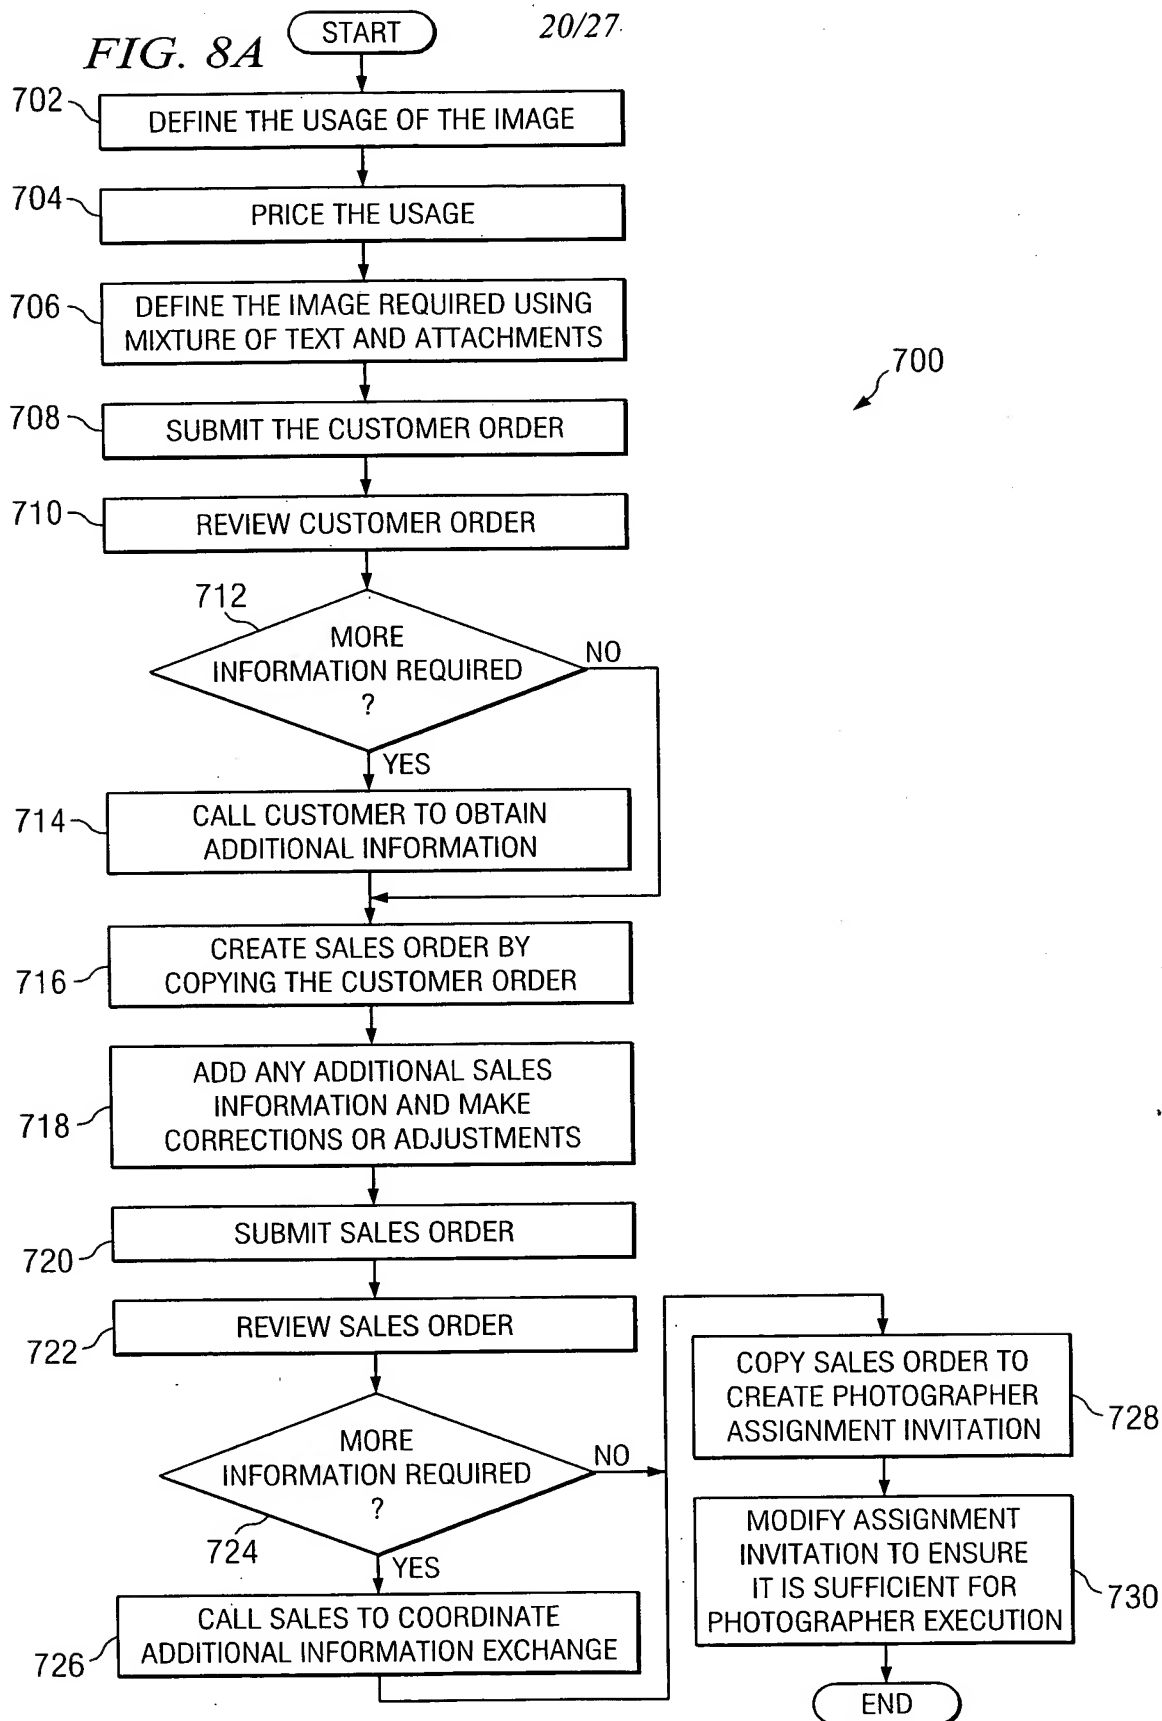 FIG. 8A
START
20/27
702
DEFINE THE USAGE OF THE IMAGE
704
PRICE THE USAGE
706
DEFINE THE IMAGE REQUIRED USING
MIXTURE OF TEXT AND ATTACHMENTS
700
708
SUBMIT THE CUSTOMER ORDER
710
REVIEW CUSTOMER ORDER
712
MORE
INFORMATION REQUIRED
?
NO
YES
714
CALL CUSTOMER TO OBTAIN
ADDITIONAL INFORMATION
716
CREATE SALES ORDER BY
COPYING THE CUSTOMER ORDER
718
ADD ANY ADDITIONAL SALES
INFORMATION AND MAKE
CORRECTIONS OR ADJUSTMENTS
720
SUBMIT SALES ORDER
722
REVIEW SALES ORDER
724
MORE
INFORMATION REQUIRED
?
NO
YES
726
CALL SALES TO COORDINATE
ADDITIONAL INFORMATION EXCHANGE
COPY SALES ORDER TO
CREATE PHOTOGRAPHER
ASSIGNMENT INVITATION
728
MODIFY ASSIGNMENT
INVITATION TO ENSURE
IT IS SUFFICIENT FOR
PHOTOGRAPHER EXECUTION
730
END